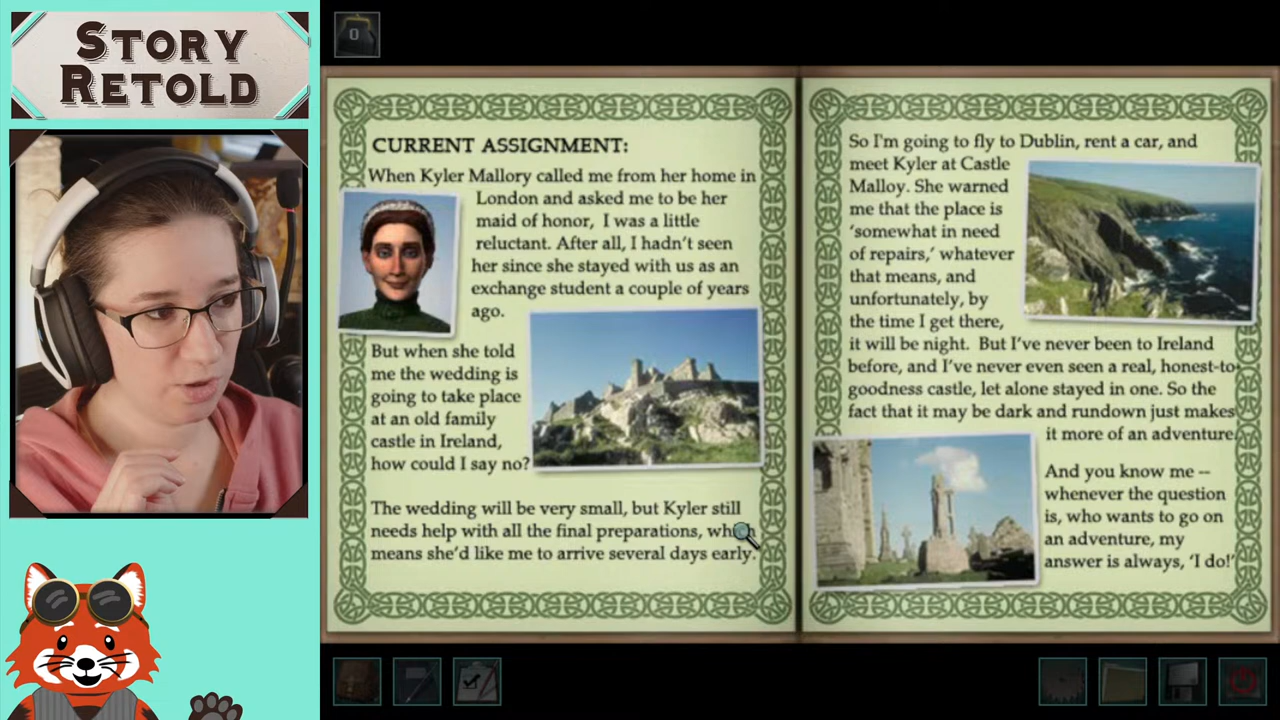 STORY
RETOLD
0
CURRENT ASSIGNMENT:
When Kyler Mallory called me from her home in
London and asked me to be her
maid of honor, I was a little
reluctant. After all, I hadn't seen
her since she stayed with us as an
exchange student a couple of years
ago.
But when she told
me the wedding is
going to take place
at an old family
castle in Ireland,
how could I say no?
The wedding will be very small, but Kyler still
needs help with all the final preparations, which
means she'd like me to arrive several days early.
So I'm going to fly to Dublin, rent a car, and
meet Kyler at Castle
Malloy. She warned
me that the place is
'somewhat in need
of repairs,' whatever
that means, and
unfortunately, by
the time I get there,
it will be night. But I've never been to Ireland
before, and I've never even seen a real, honest-to-
goodness castle, let alone stayed in one. So the
fact that it may be dark and rundown just makes
it more of an adventure.
And you know me --
whenever the question
is, who wants to go on
an adventure, my
answer is always, 'I do!'